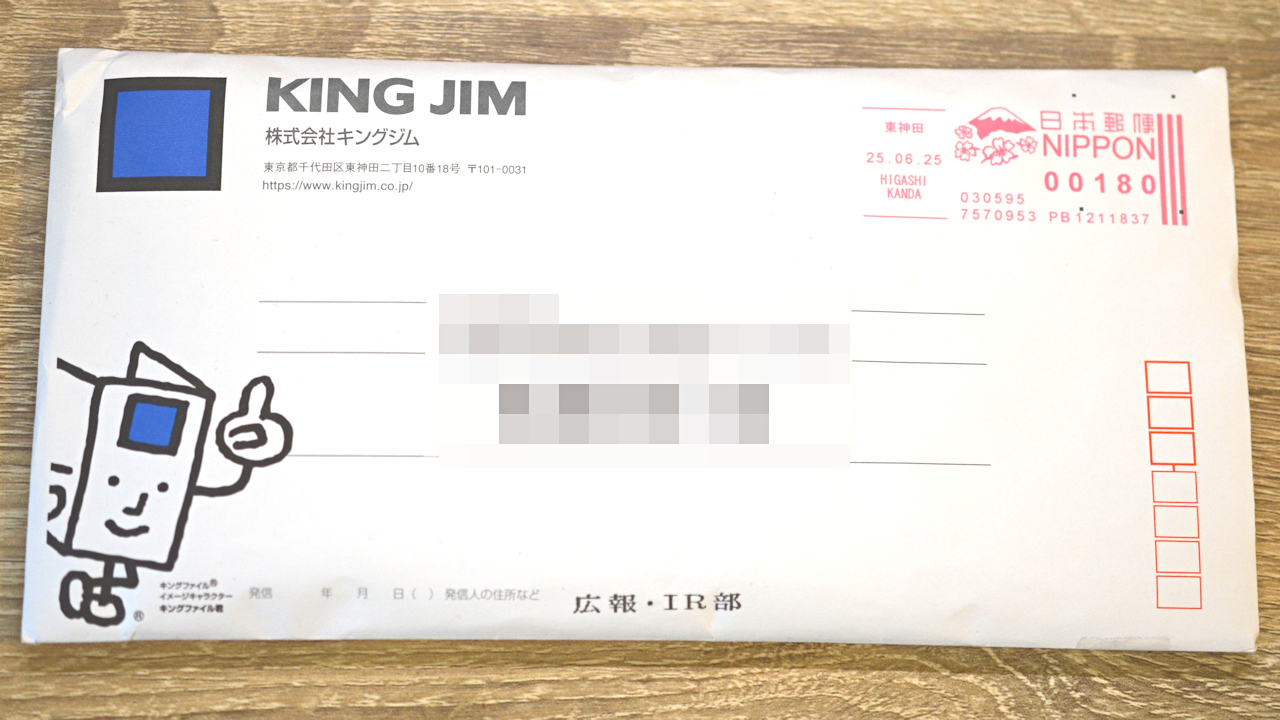 KING JIM
株式会社キングジム
東京都千代田区東神田二丁目10番18号 〒101-0031
https://www.kingjim.co.jp/
東神田
25.06.25
HIGASHI
KANDA
日本郵便
NIPPON
00180
030595
7570953 PB1211837
キングファイル®
イメージキャラクター
キングファイル君
®
発信 年 月 日( ) 発信人の住所など
広報・IR部